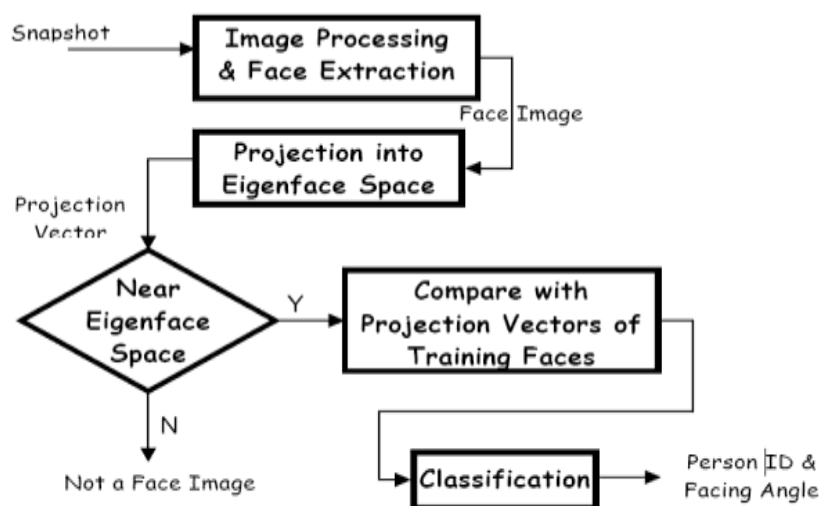 Snapshot
Image Processing
& Face Extraction
Face Image
Projection into
Eigenface Space
Projection
Vector
Near
Eigenface
Space
Y
Compare with
Projection Vectors of
Training Faces
N
Not a Face Image
Classification
Person ID &
Facing Angle